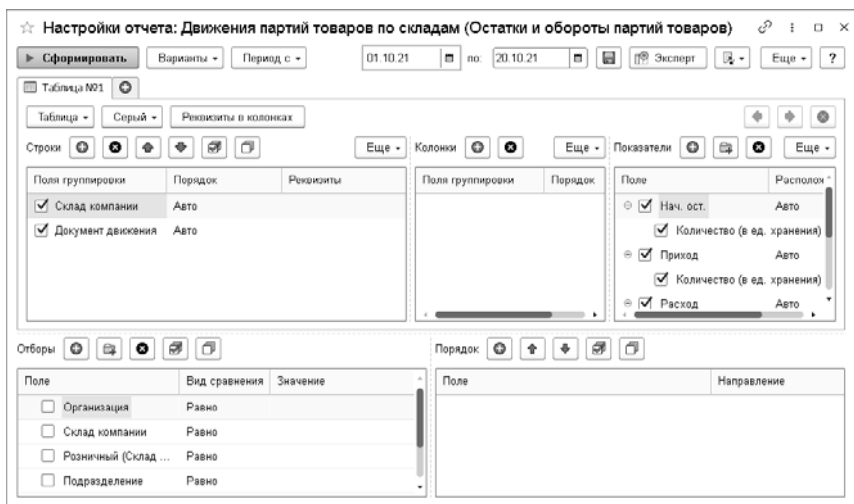 Настройки отчета: Движения партий товаров по складам (Остатки и обороты партий товаров)
Сформировать Варианты Период с 01.10.21 по: 20.10.21 Эксперт Еще ?
Таблица №1
Таблица Серый Реквизиты в колонках
Строки Еще Колонки Еще Показатели Еще
Поля группировки Порядок Реквизиты Поля группировки Порядок Поле Располож
Склад компании Авто Нач. ост. Авто
Документ движения Авто Количество (в ед. хранения)
Приход Авто
Количество (в ед. хранения)
Расход Авто
Отборы Порядок
Поле Вид сравнения Значение Поле Направление
Организация Равно
Склад компании Равно
Розничный (Склад ... Равно
Подразделение Равно